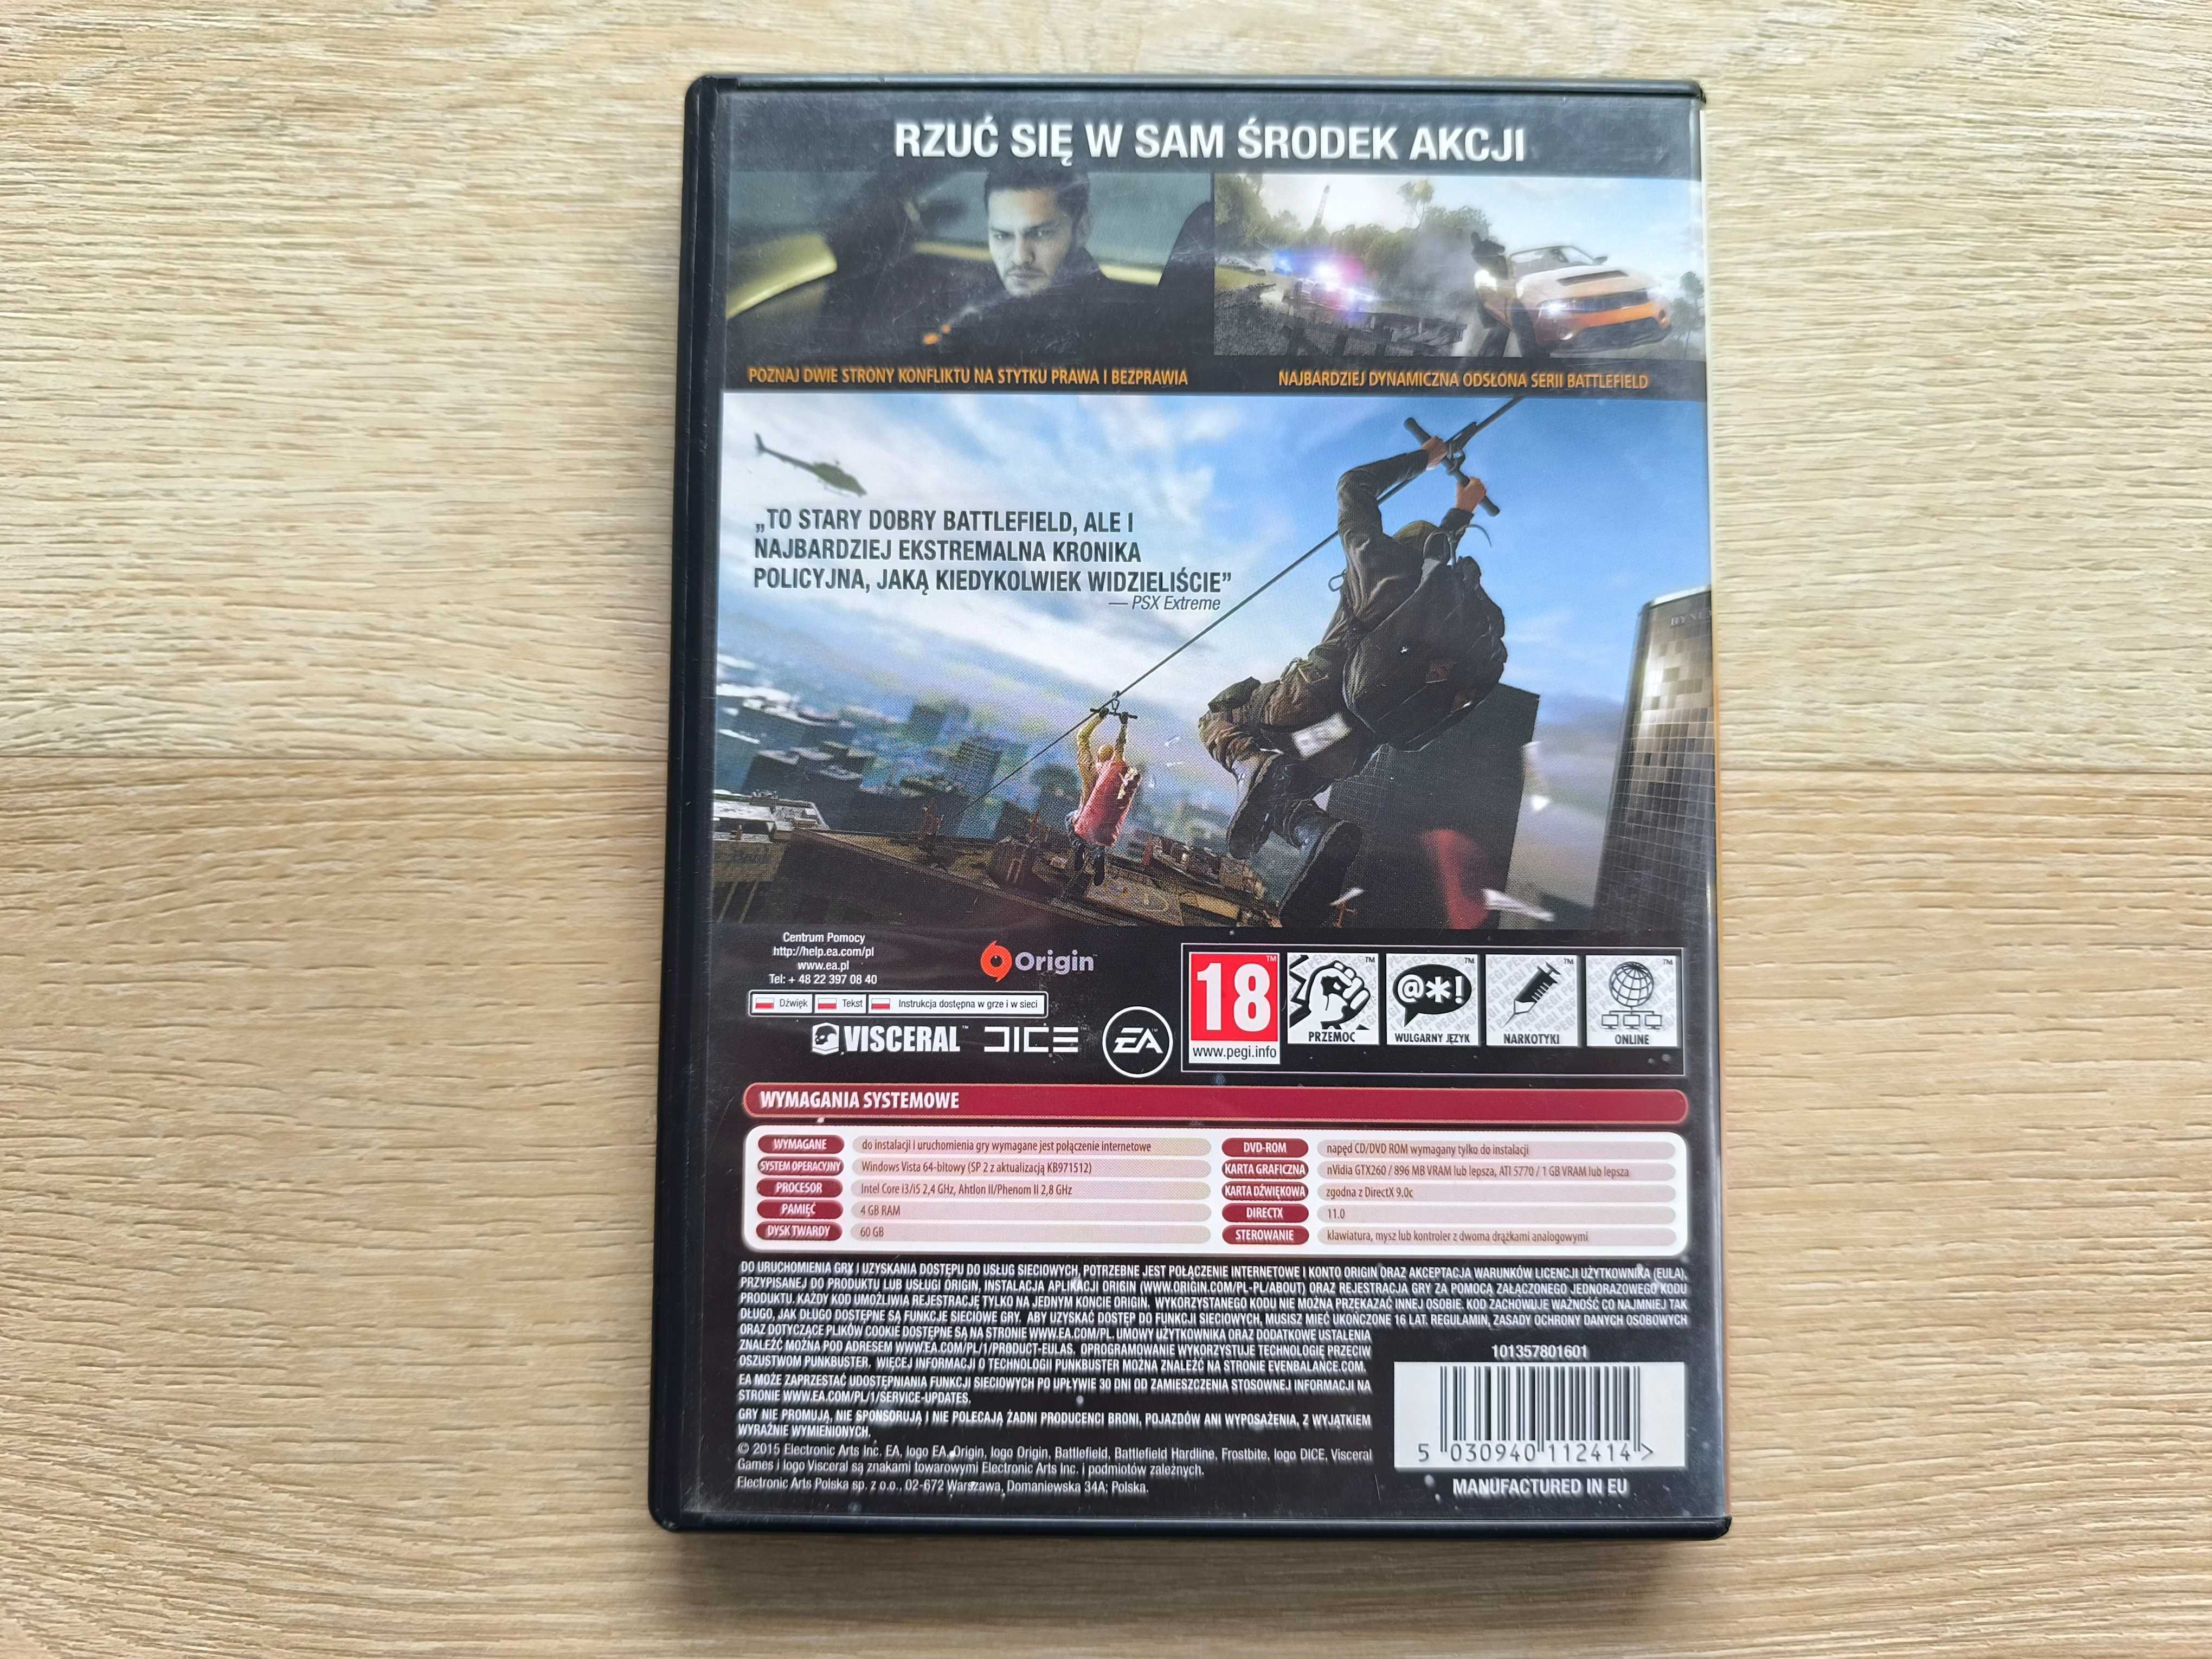 RZUĆ SIĘ W SAM ŚRODEK AKCJI
POZNAJ DWIE STRONY KONFLIKTU NA STYTKU PRAWA I BEZPRAWIA
NAJBARDZIEJ DYNAMICZNA ODSŁONA SERII BATTLEFIELD
„TO STARY DOBRY BATTLEFIELD, ALE I
NAJBARDZIEJ EKSTREMALNA KRONIKA
POLICYJNA, JAKĄ KIEDYKOLWIEK WIDZIELIŚCIE”
— PSX Extreme
Centrum Pomocy
http://help.ea.com/pl
www.ea.pl
Tel: + 48 22 397 08 40
Origin
Dźwięk Tekst Instrukcja dostępna w grze i w sieci
VISCERAL™ DICE EA™
18™
www.pegi.info
PRZEMOC
@*!
WULGARNY JĘZYK
NARKOTYKI
ONLINE
WYMAGANIA SYSTEMOWE
WYMAGANE do instalacji i uruchomienia gry wymagane jest połączenie internetowe
SYSTEM OPERACYJNY Windows Vista 64-bitowy (SP 2 z aktualizacją KB971512)
PROCESOR Intel Core i3/i5 2,4 GHz, Ahtlon II/Phenom II 2,8 GHz
PAMIĘĆ 4 GB RAM
DYSK TWARDY 60 GB
DVD-ROM napęd CD/DVD ROM wymagany tylko do instalacji
KARTA GRAFICZNA nVidia GTX260 / 896 MB VRAM lub lepsza, ATI 5770 / 1 GB VRAM lub lepsza
KARTA DŹWIĘKOWA zgodna z DirectX 9.0c
DIRECTX 11.0
STEROWANIE klawiatura, mysz lub kontroler z dwoma drążkami analogowymi
DO URUCHOMIENIA GRY I UZYSKANIA DOSTĘPU DO USŁUG SIECIOWYCH, POTRZEBNE JEST POŁĄCZENIE INTERNETOWE I KONTO ORIGIN ORAZ AKCEPTACJA WARUNKÓW LICENCJI UŻYTKOWNIKA (EULA),
PRZYPISANEJ DO PRODUKTU LUB USŁUGI ORIGIN, INSTALACJA APLIKACJI ORIGIN (WWW.ORIGIN.COM/PL-PL/ABOUT) ORAZ REJESTRACJA GRY ZA POMOCĄ ZAŁĄCZONEGO JEDNORAZOWEGO KODU
PRODUKTU. KAŻDY KOD UMOŻLIWIA REJESTRACJĘ TYLKO NA JEDNYM KONCIE ORIGIN. WYKORZYSTANEGO KODU NIE MOŻNA PRZEKAZAĆ INNEJ OSOBIE. KOD ZACHOWUJE WAŻNOŚĆ CO NAJMNIEJ TAK
DŁUGO, JAK DŁUGO DOSTĘPNE SĄ FUNKCJE SIECIOWE GRY. ABY UZYSKAĆ DOSTĘP DO FUNKCJI SIECIOWYCH, MUSISZ MIEĆ UKOŃCZONE 16 LAT. REGULAMIN, ZASADY OCHRONY DANYCH OSOBOWYCH
ORAZ DOTYCZĄCE PLIKÓW COOKIE DOSTĘPNE SĄ NA STRONIE WWW.EA.COM/PL. UMOWY UŻYTKOWNIKA ORAZ DODATKOWE USTALENIA
ZNALEŹĆ MOŻNA POD ADRESEM WWW.EA.COM/PL/1/PRODUCT-EULAS. OPROGRAMOWANIE WYKORZYSTUJE TECHNOLOGIĘ PRZECIW
OSZUSTWOM PUNKBUSTER. WIĘCEJ INFORMACJI O TECHNOLOGII PUNKBUSTER MOŻNA ZNALEŹĆ NA STRONIE EVENBALANCE.COM.
EA MOŻE ZAPRZESTAĆ UDOSTĘPNIANIA FUNKCJI SIECIOWYCH PO UPŁYWIE 30 DNI OD ZAMIESZCZENIA STOSOWNEJ INFORMACJI NA
STRONIE WWW.EA.COM/PL/1/SERVICE-UPDATES.
GRY NIE PROMUJĄ, NIE SPONSORUJĄ I NIE POLECAJĄ ŻADNI PRODUCENCI BRONI, POJAZDÓW ANI WYPOSAŻENIA, Z WYJĄTKIEM
WYRAŹNIE WYMIENIONYCH.
© 2015 Electronic Arts Inc. EA, logo EA, Origin, logo Origin, Battlefield, Battlefield Hardline, Frostbite, logo DICE, Visceral
Games i logo Visceral są znakami towarowymi Electronic Arts Inc. i podmiotów zależnych.
Electronic Arts Polska sp. z o.o., 02-672 Warszawa, Domaniewska 34A; Polska.
101357801601
5 030940 112414 >
MANUFACTURED IN EU